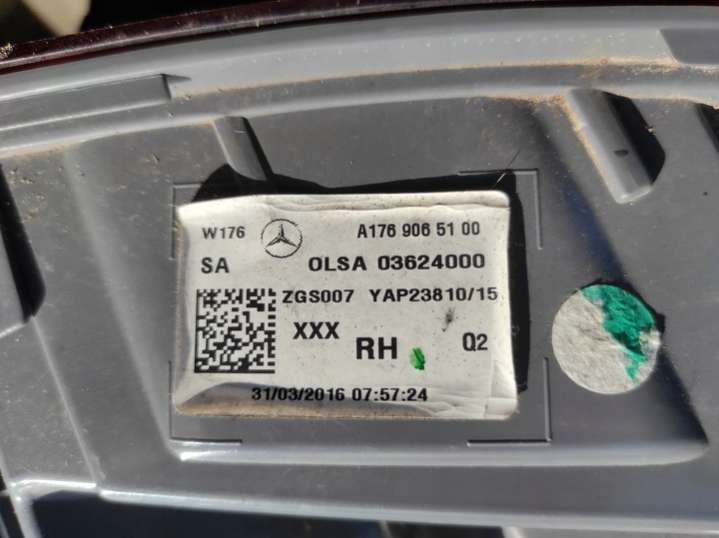 W176 A176 906 51 00
SA OLSA 03624000
ZGS007 YAP23810/15
XXX RH Q2
31/03/2016 07:57:24